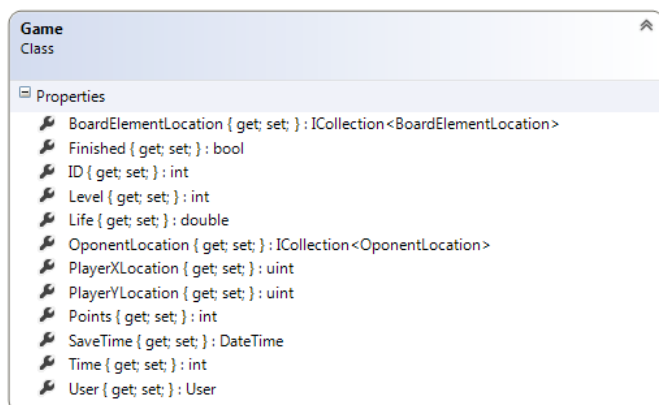 Game
Class
Properties
BoardElementLocation { get; set; } : ICollection<BoardElementLocation>
Finished { get; set; } : bool
ID { get; set; } : int
Level { get; set; } : int
Life { get; set; } : double
OponentLocation { get; set; } : ICollection<OponentLocation>
PlayerXLocation { get; set; } : uint
PlayerYLocation { get; set; } : uint
Points { get; set; } : int
SaveTime { get; set; } : DateTime
Time { get; set; } : int
User { get; set; } : User